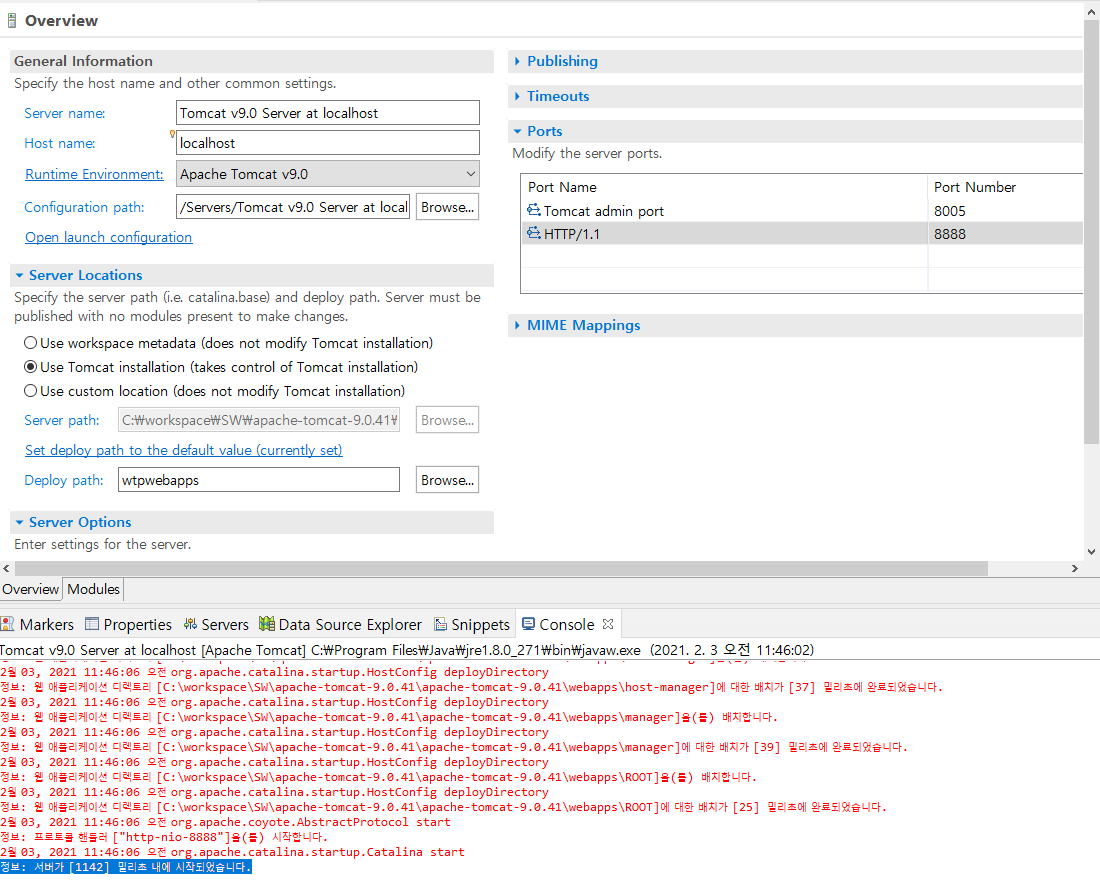 Overview
General Information
Specify the host name and other common settings.
Server name:
Tomcat v9.0 Server at localhost
Host name:
localhost
Runtime Environment:
Apache Tomcat v9.0
Configuration path:
/Servers/Tomcat v9.0 Server at local
Browse...
Open launch configuration
Server Locations
Specify the server path (i.e. catalina.base) and deploy path. Server must be
published with no modules present to make changes.
Use workspace metadata (does not modify Tomcat installation)
Use Tomcat installation (takes control of Tomcat installation)
Use custom location (does not modify Tomcat installation)
Server path:
C:₩workspace₩SW₩apache-tomcat-9.0.41₩
Browse...
Set deploy path to the default value (currently set)
Deploy path:
wtpwebapps
Browse...
Server Options
Enter settings for the server.
Publishing
Timeouts
Ports
Modify the server ports.
Port Name Port Number
Tomcat admin port 8005
HTTP/1.1 8888
MIME Mappings
Overview Modules
Markers Properties Servers Data Source Explorer Snippets Console
Tomcat v9.0 Server at localhost [Apache Tomcat] C:₩Program Files₩Java₩jre1.8.0_271₩bin₩javaw.exe (2021. 2. 3 오전 11:46:02)
2월 03, 2021 11:46:06 오전 org.apache.catalina.startup.HostConfig deployDirectory
정보: 웹 애플리케이션 디렉토리 [C:\workspace\SW\apache-tomcat-9.0.41\apache-tomcat-9.0.41\webapps\host-manager]에 대한 배치가 [37] 밀리초에 완료되었습니다.
2월 03, 2021 11:46:06 오전 org.apache.catalina.startup.HostConfig deployDirectory
정보: 웹 애플리케이션 디렉토리 [C:\workspace\SW\apache-tomcat-9.0.41\apache-tomcat-9.0.41\webapps\manager]을(를) 배치합니다.
2월 03, 2021 11:46:06 오전 org.apache.catalina.startup.HostConfig deployDirectory
정보: 웹 애플리케이션 디렉토리 [C:\workspace\SW\apache-tomcat-9.0.41\apache-tomcat-9.0.41\webapps\manager]에 대한 배치가 [39] 밀리초에 완료되었습니다.
2월 03, 2021 11:46:06 오전 org.apache.catalina.startup.HostConfig deployDirectory
정보: 웹 애플리케이션 디렉토리 [C:\workspace\SW\apache-tomcat-9.0.41\apache-tomcat-9.0.41\webapps\ROOT]을(를) 배치합니다.
2월 03, 2021 11:46:06 오전 org.apache.catalina.startup.HostConfig deployDirectory
정보: 웹 애플리케이션 디렉토리 [C:\workspace\SW\apache-tomcat-9.0.41\apache-tomcat-9.0.41\webapps\ROOT]에 대한 배치가 [25] 밀리초에 완료되었습니다.
2월 03, 2021 11:46:06 오전 org.apache.coyote.AbstractProtocol start
정보: 프로토콜 핸들러 ["http-nio-8888"]을(를) 시작합니다.
2월 03, 2021 11:46:06 오전 org.apache.catalina.startup.Catalina start
정보: 서버가 [1142] 밀리초 내에 시작되었습니다.